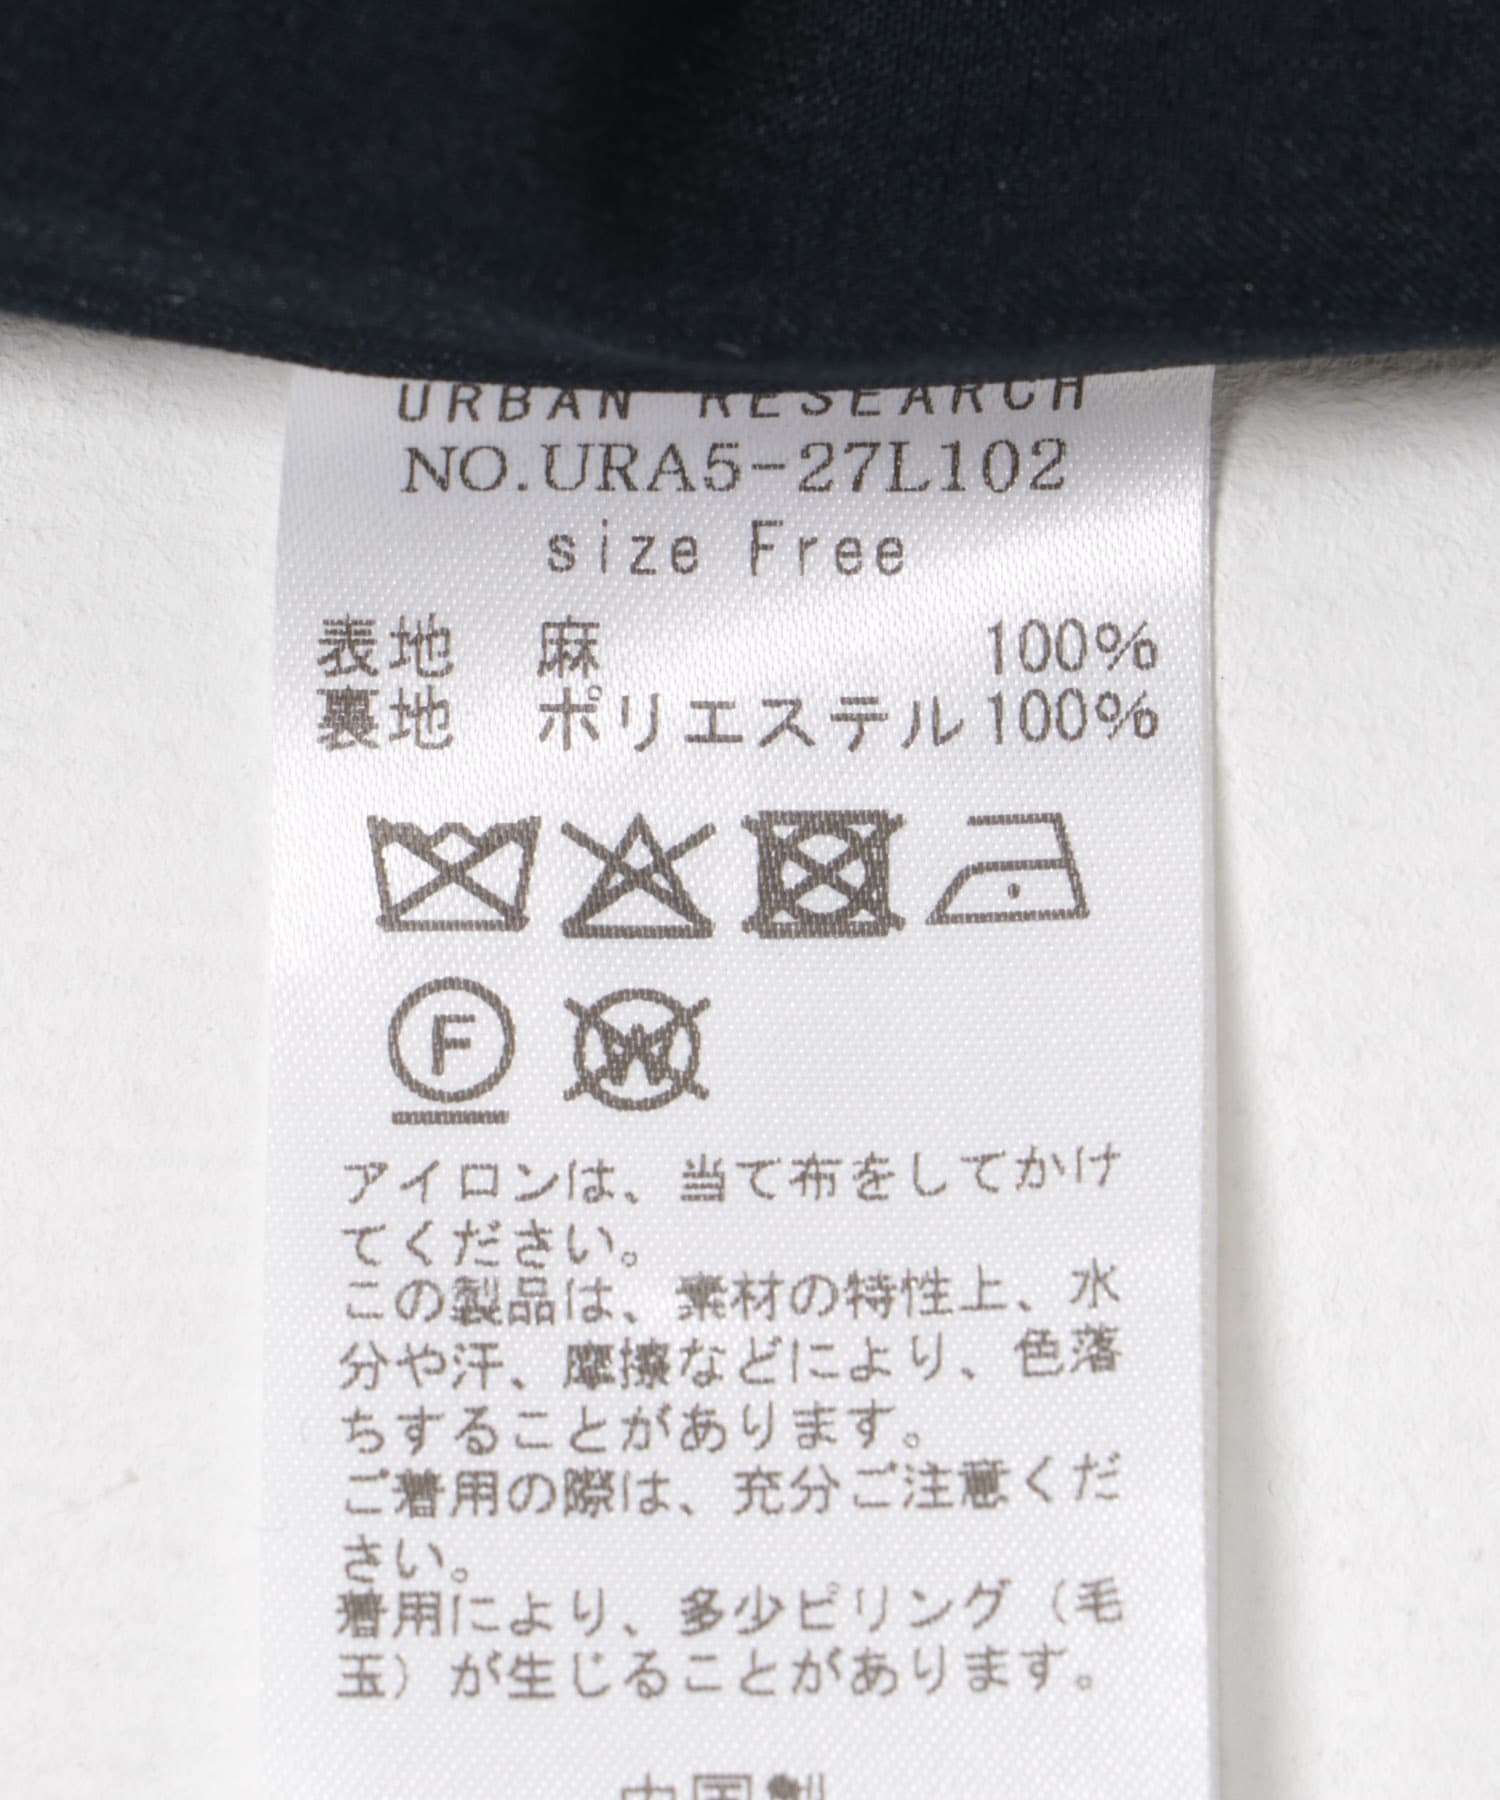 URBAN RESEARCH
NO.URA5-27L102
size Free
表地 麻 100%
裏地 ポリエステル100%
F
W
アイロンは、当て布をしてかけ
てください。
この製品は、素材の特性上、水
分や汗、摩擦などにより、色落
ちすることがあります。
ご着用の際は、充分ご注意くだ
さい。
着用により、多少ピリング（毛
玉）が生じることがあります。
中国製